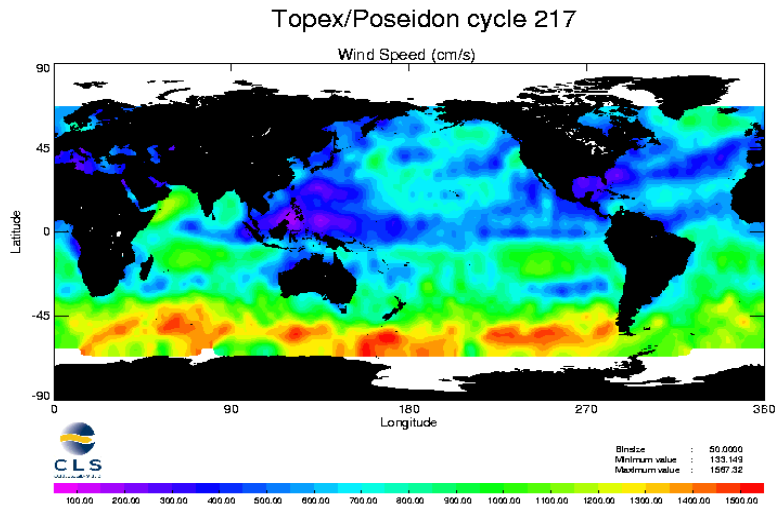 Topex/Poseidon cycle 217
Wind Speed (cm/s)
90
45
0
-45
-90
Latitude
0 90 180 270 360
Longitude
CLS
Binsize : 50.0000
Minimum value : 133.149
Maximum value : 1567.32
100.00 200.00 300.00 400.00 500.00 600.00 700.00 800.00 900.00 1000.00 1100.00 1200.00 1300.00 1400.00 1500.00